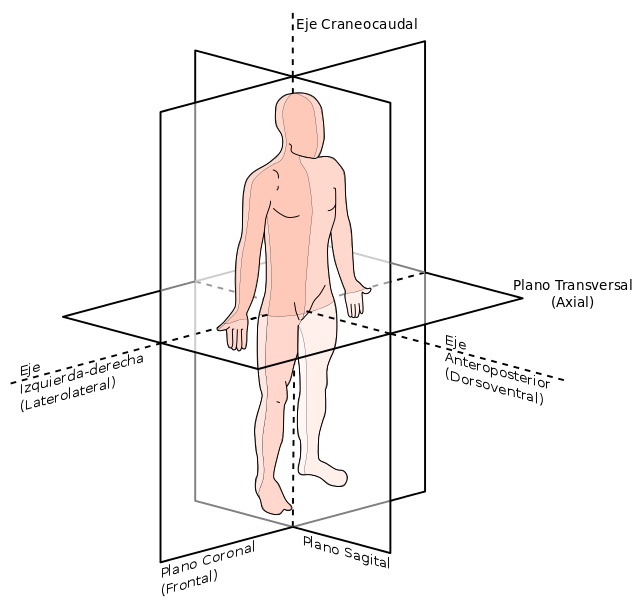 Eje Craneocaudal
Plano Transversal
(Axial)
Eje
Anteroposterior
(Dorsoventral)
Eje
Izquierda-derecha
(Laterolateral)
Plano Coronal
(Frontal)
Plano Sagital